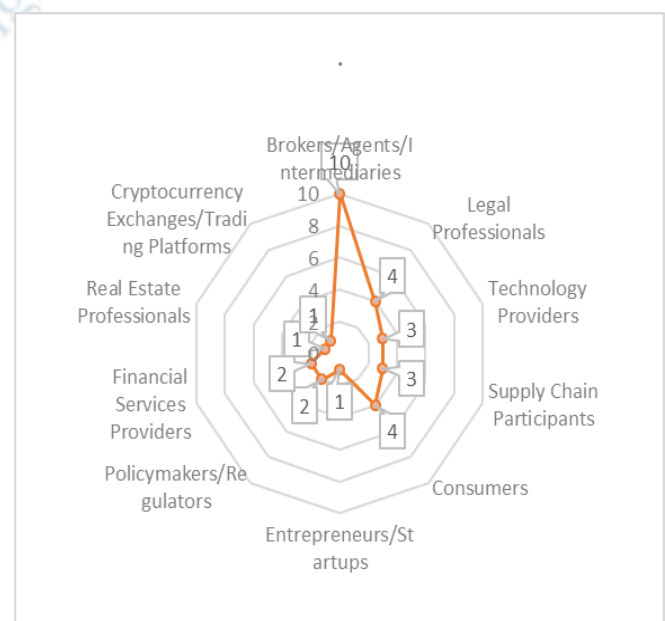 .
Brokers/Agents/I
ntermediaries
10
10
8
6
4
2
0
Legal
Professionals
4
Technology
Providers
3
Supply Chain
Participants
3
Consumers
4
Entrepreneurs/St
artups
1
Policymakers/Re
gulators
2
Financial
Services
Providers
2
Real Estate
Professionals
1
Cryptocurrency
Exchanges/Tradi
ng Platforms
1